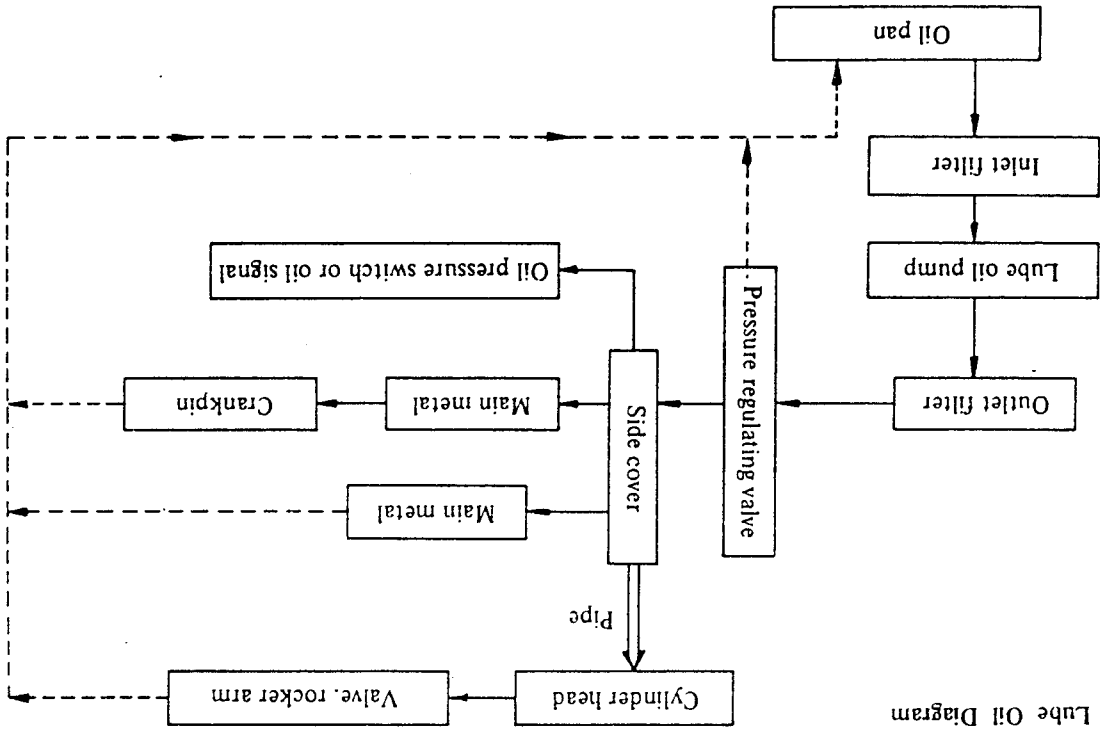 Lube Oil Diagram
Cylinder head
Valve. rocker arm
Pipe
Main metal
Side cover
Pressure regulating valve
Outlet filter
Main metal
Crankpin
Lube oil pump
Oil pressure switch or oil signal
Inlet filter
Oil pan